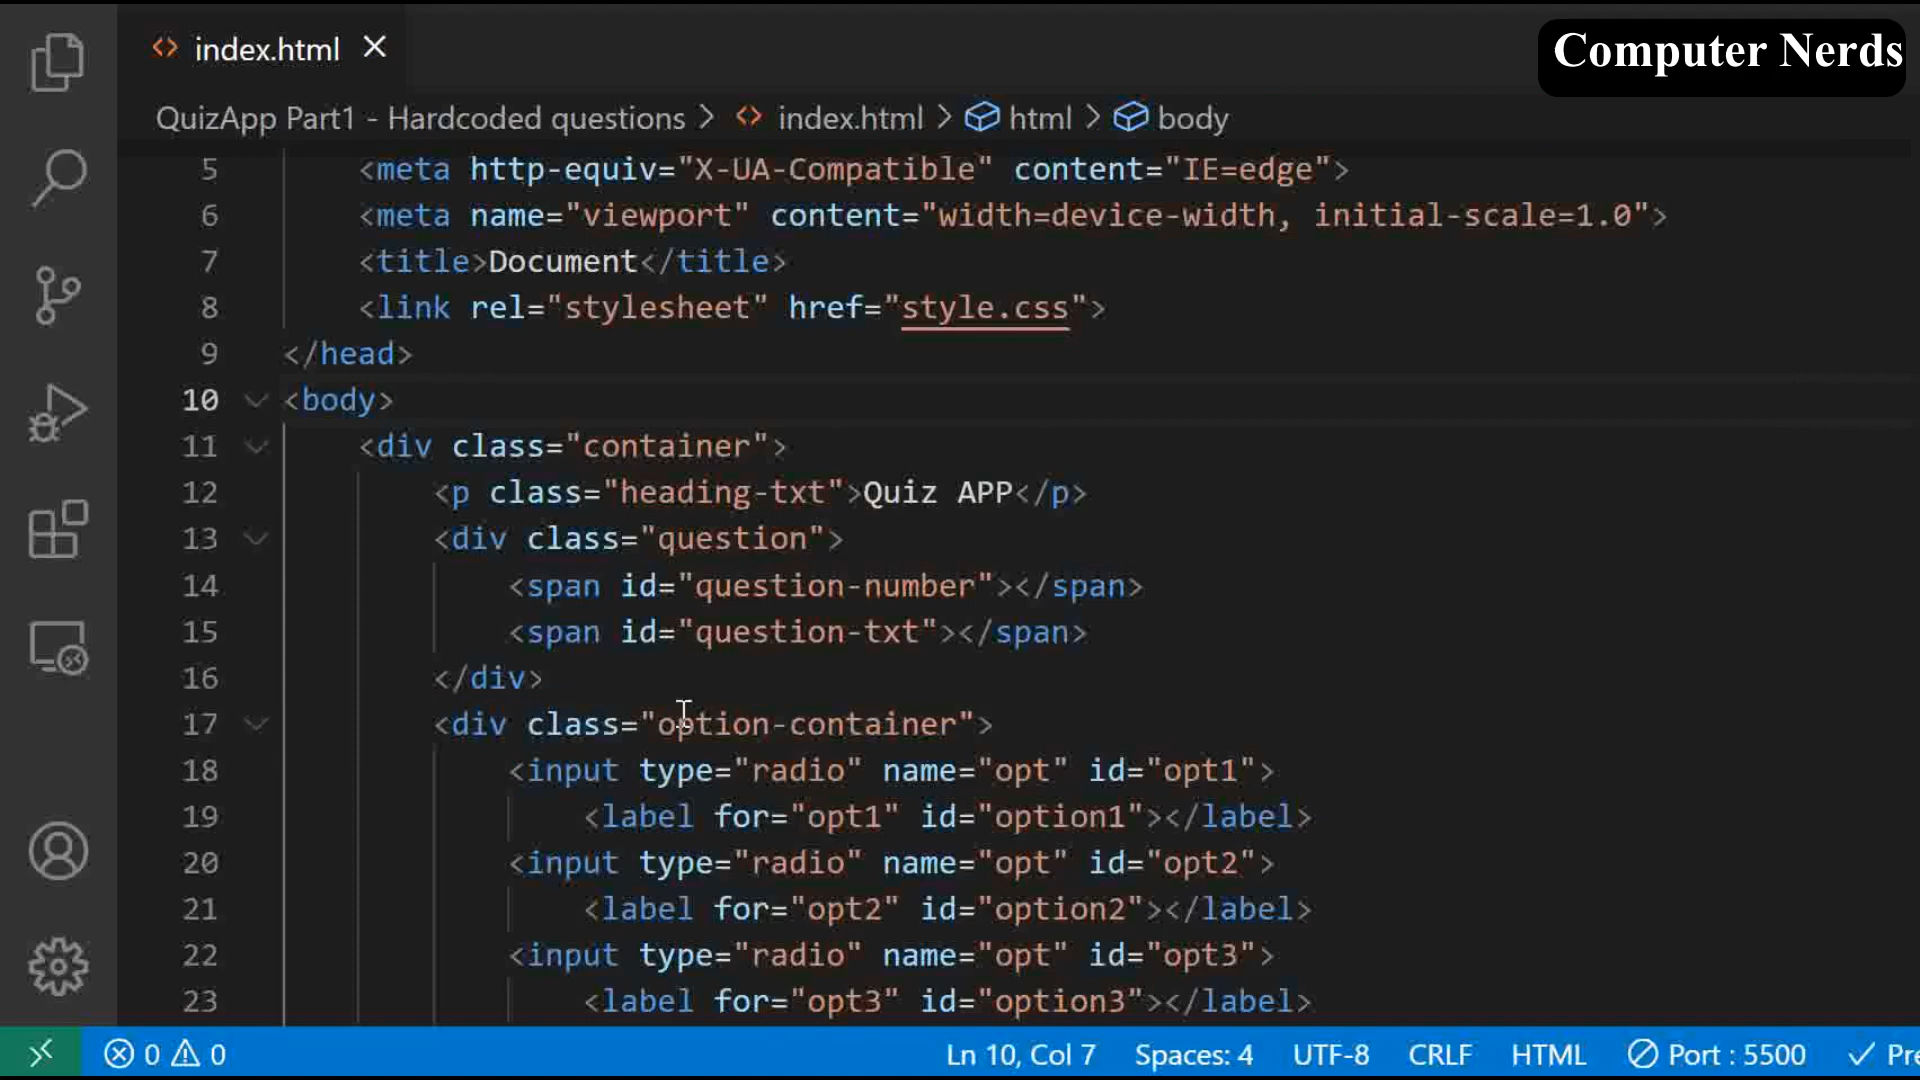 index.html
Computer Nerds
QuizApp Part1 - Hardcoded questions > index.html > html > body
5 <meta http-equiv="X-UA-Compatible" content="IE=edge">
6 <meta name="viewport" content="width=device-width, initial-scale=1.0">
7 <title>Document</title>
8 <link rel="stylesheet" href="style.css">
9 </head>
10 <body>
11 <div class="container">
12 <p class="heading-txt">Quiz APP</p>
13 <div class="question">
14 <span id="question-number"></span>
15 <span id="question-txt"></span>
16 </div>
17 <div class="option-container">
18 <input type="radio" name="opt" id="opt1">
19 <label for="opt1" id="option1"></label>
20 <input type="radio" name="opt" id="opt2">
21 <label for="opt2" id="option2"></label>
22 <input type="radio" name="opt" id="opt3">
23 <label for="opt3" id="option3"></label>
0 0 Ln 10, Col 7 Spaces: 4 UTF-8 CRLF HTML Port : 5500 Pre